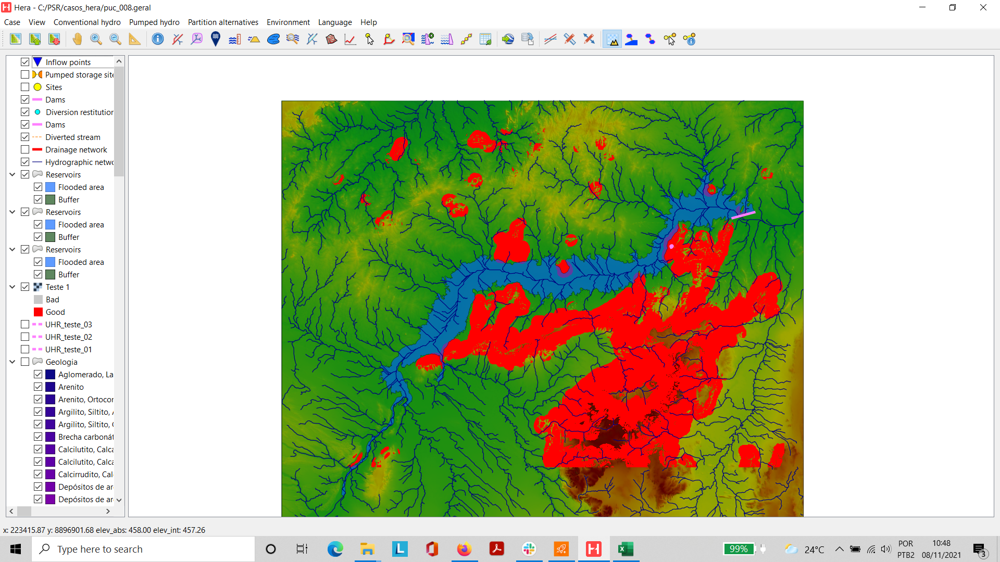 Hera - C:/PSR/casos_hera/puc_008.geral
Case View Conventional hydro Pumped hydro Partition alternatives Environment Language Help
Inflow points
Pumped storage site
Sites
Dams
Diversion restitution
Dams
Diverted stream
Drainage network
Hydrographic netwo
Reservoirs
Flooded area
Buffer
Reservoirs
Flooded area
Buffer
Reservoirs
Flooded area
Buffer
Teste 1
Bad
Good
UHR_teste_03
UHR_teste_02
UHR_teste_01
Geologia
Aglomerado, La
Arenito
Arenito, Ortocor
Argilito, Siltito, A
Argilito, Siltito, C
Brecha carbonát
Calcilutito, Calca
Calcilutito, Calca
Calcirrudito, Cal
Depósitos de ar
Depósitos de ar
x: 223415.87 y: 8896901.68 elev_abs: 458.00 elev_int: 457.26
Type here to search
99%
24°C
POR
PTB2
10:48
08/11/2021
3